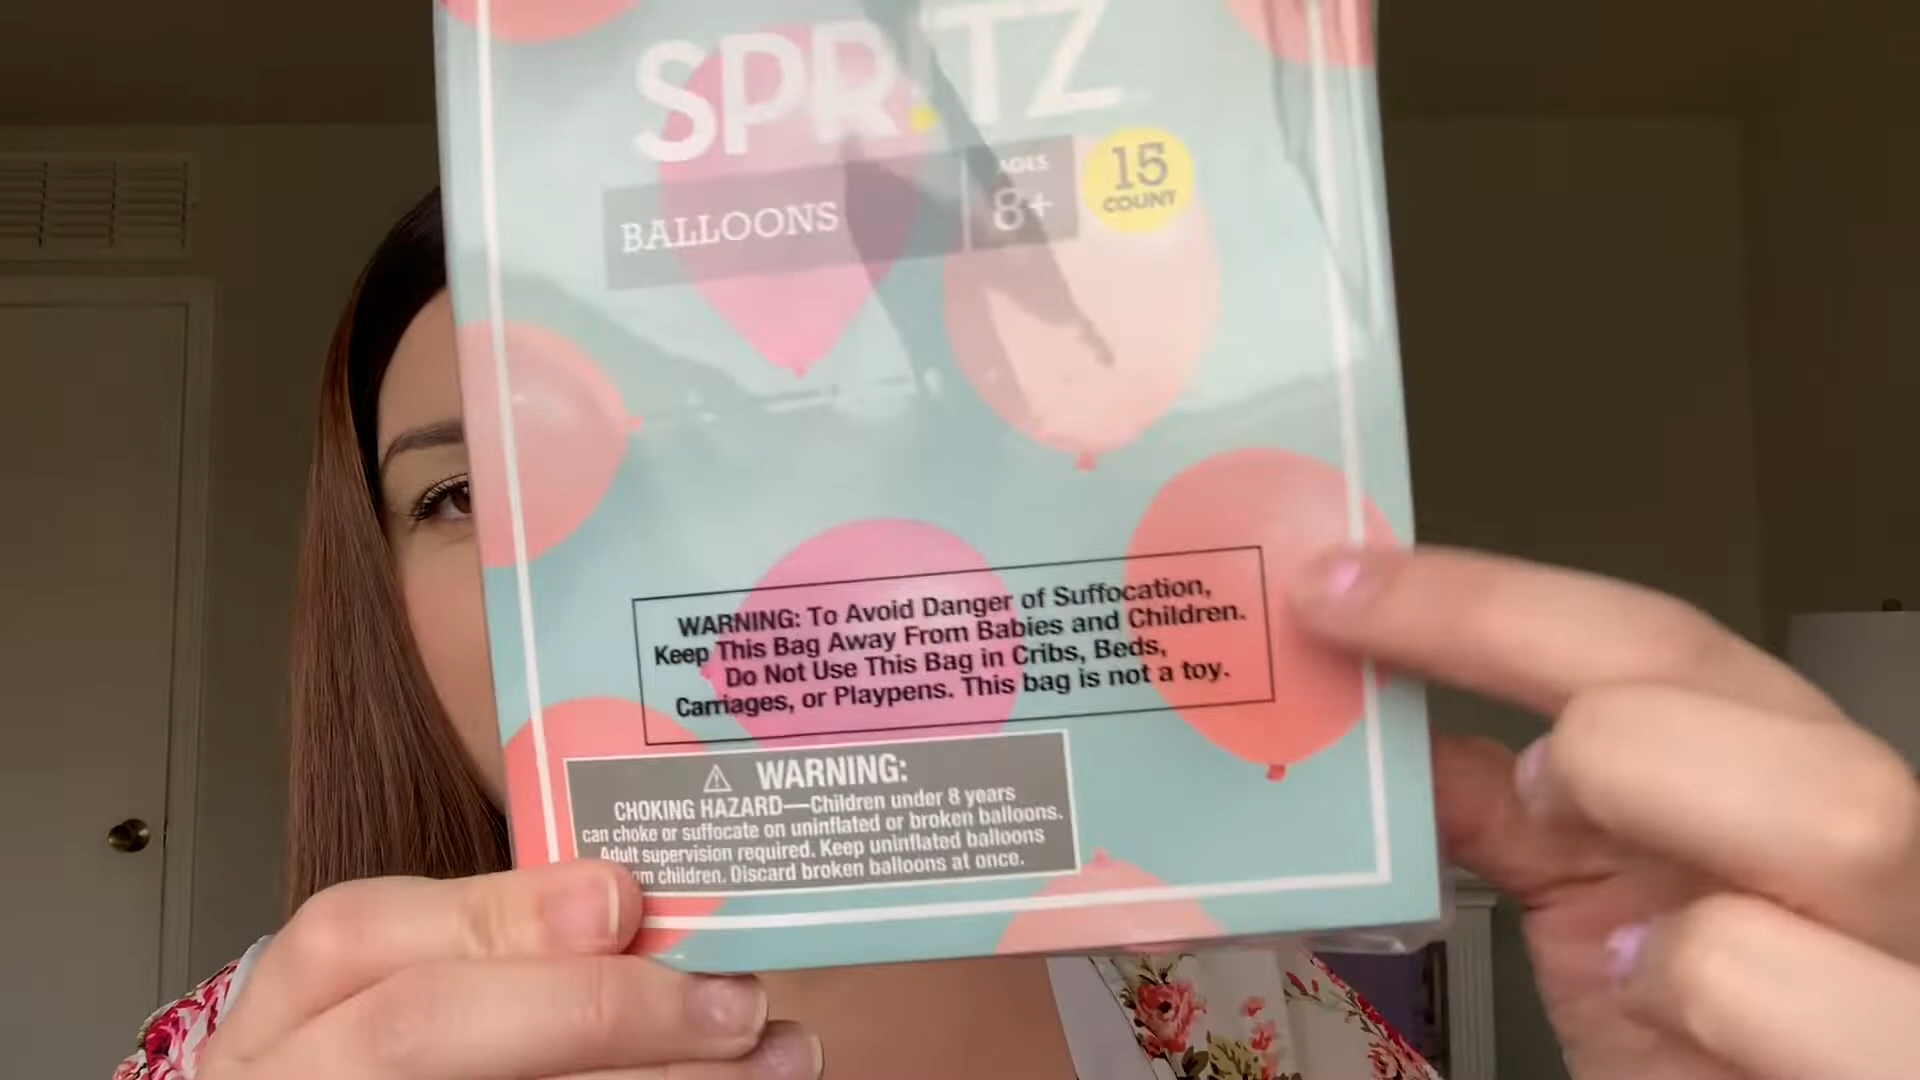 SPRITZ
BALLOONS
AGES
8+
15
COUNT
WARNING: To Avoid Danger of Suffocation,
Keep This Bag Away From Babies and Children.
Do Not Use This Bag in Cribs, Beds,
Carriages, or Playpens. This bag is not a toy.
⚠ WARNING:
CHOKING HAZARD—Children under 8 years
can choke or suffocate on uninflated or broken balloons.
Adult supervision required. Keep uninflated balloons
children. Discard broken balloons at once.